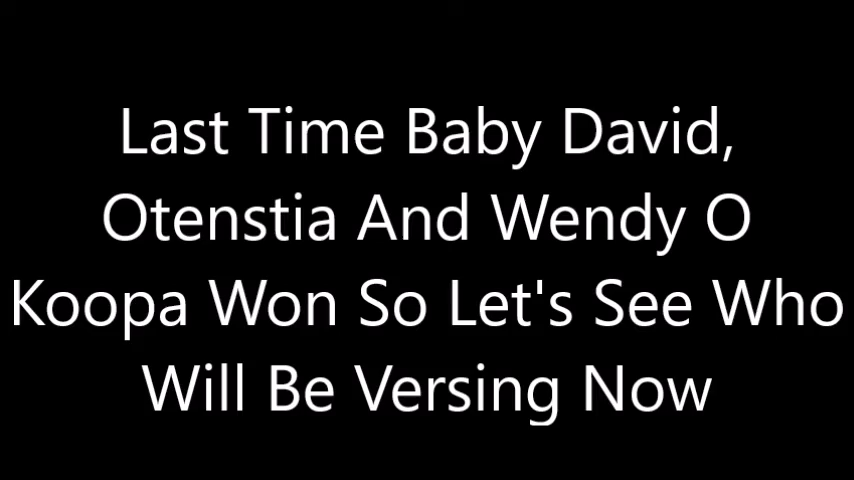 Last Time Baby David,
Otenstia And Wendy O
Koopa Won So Let's See Who
Will Be Versing Now